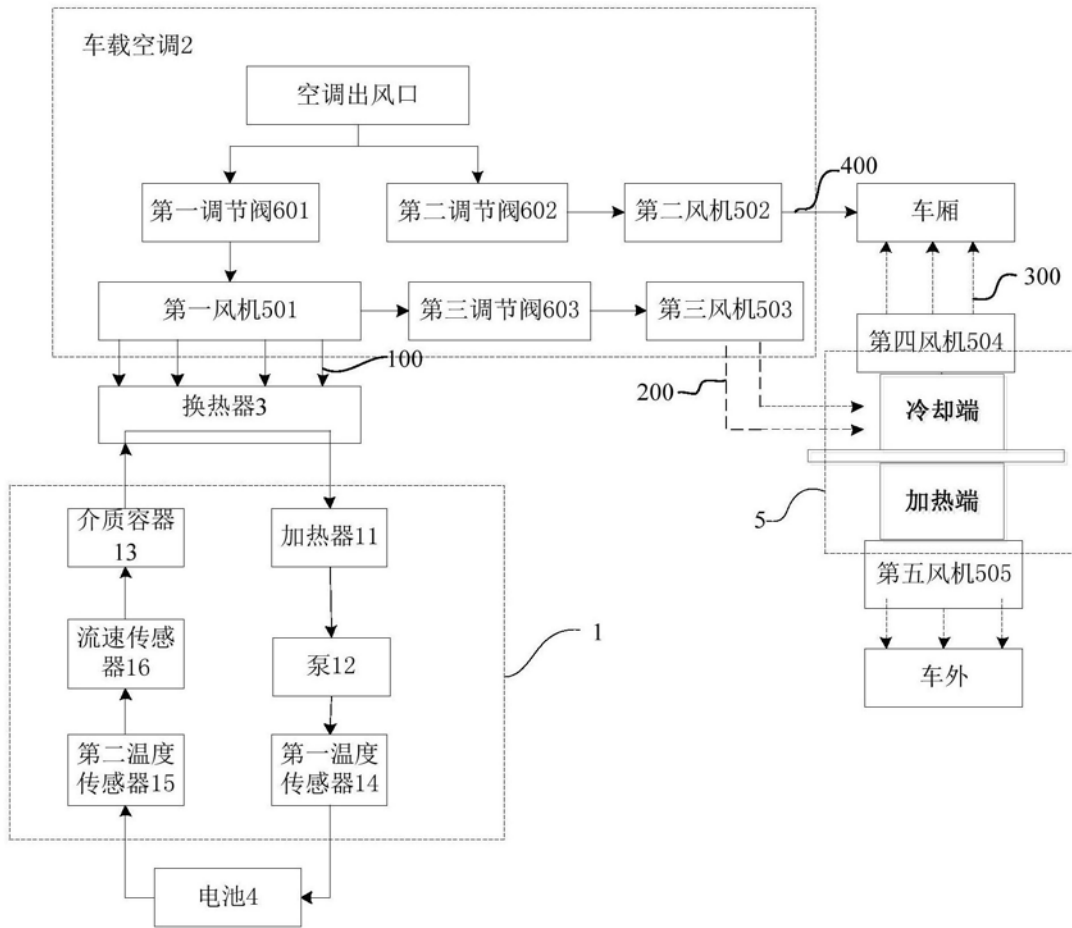 车载空调2
空调出风口
400
第一调节阀601
第二调节阀602
第二风机502
车厢
300
第一风机501
第三调节阀603
第三风机503
第四风机504
100
200
换热器3
冷却端
5
加热端
介质容器
13
加热器11
第五风机505
流速传感
器16
1
泵12
车外
第二温度
传感器15
第一温度
传感器14
电池4